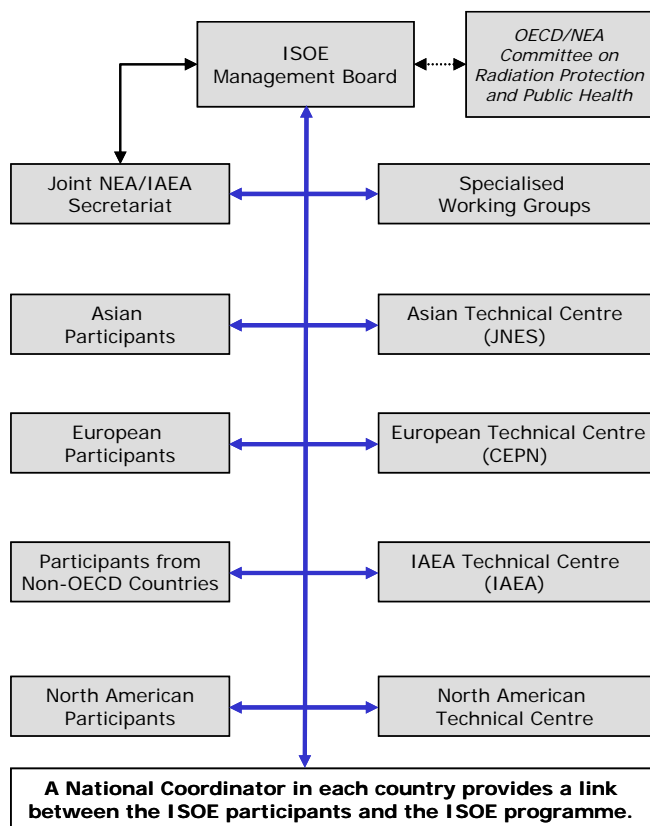 ISOE
Management Board
OECD/NEA
Committee on
Radiation Protection
and Public Health
Joint NEA/IAEA
Secretariat
Specialised
Working Groups
Asian
Participants
Asian Technical Centre
(JNES)
European
Participants
European Technical Centre
(CEPN)
Participants from
Non-OECD Countries
IAEA Technical Centre
(IAEA)
North American
Participants
North American
Technical Centre
A National Coordinator in each country provides a link
between the ISOE participants and the ISOE programme.